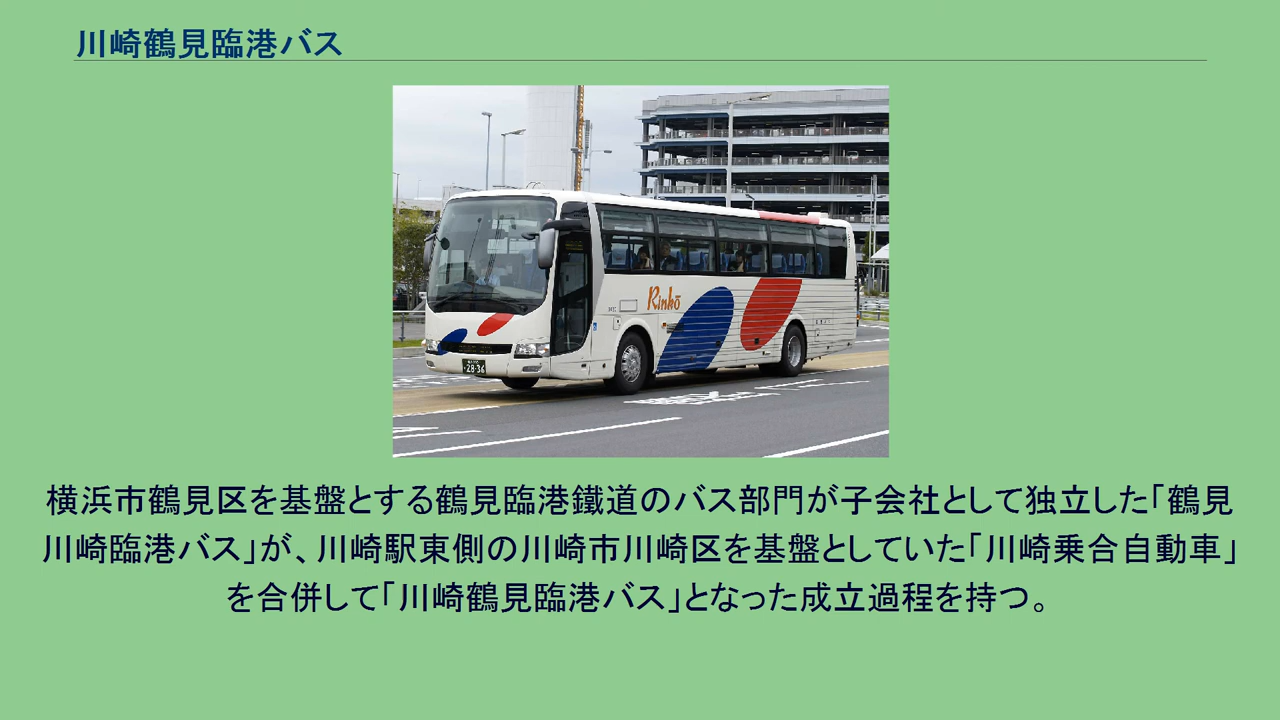 川崎鶴見臨港バス
Rinkō
2836
横浜市鶴見区を基盤とする鶴見臨港鐵道のバス部門が子会社として独立した「鶴見
川崎臨港バス」が、川崎駅東側の川崎市川崎区を基盤としていた「川崎乗合自動車」
を合併して「川崎鶴見臨港バス」となった成立過程を持つ。